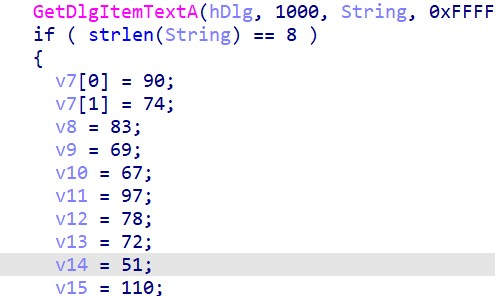 GetDlgItemTextA(hDlg, 1000, String, 0xFFFF
if ( strlen(String) == 8 )
{
v7[0] = 90;
v7[1] = 74;
v8 = 83;
v9 = 69;
v10 = 67;
v11 = 97;
v12 = 78;
v13 = 72;
v14 = 51;
v15 = 110;